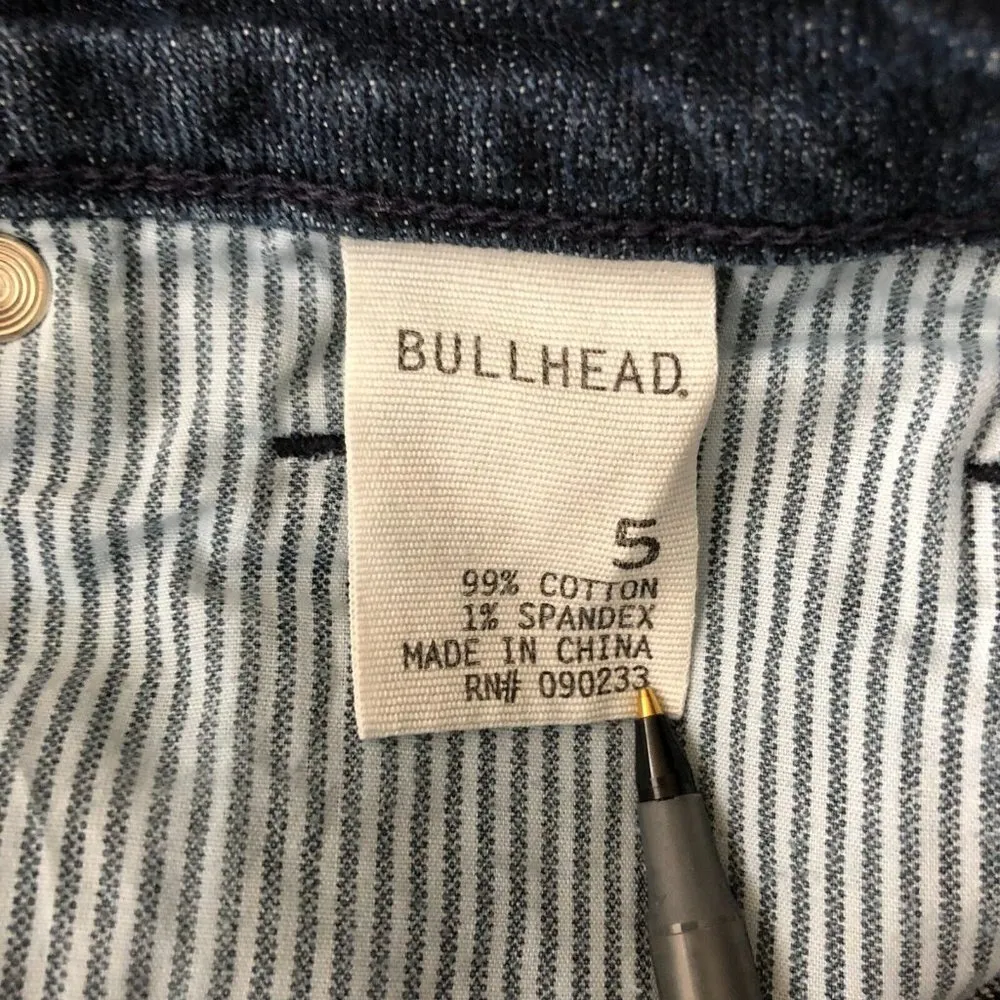 BULLHEAD®
5
99% COTTON
1% SPANDEX
MADE IN CHINA
RN# 090233